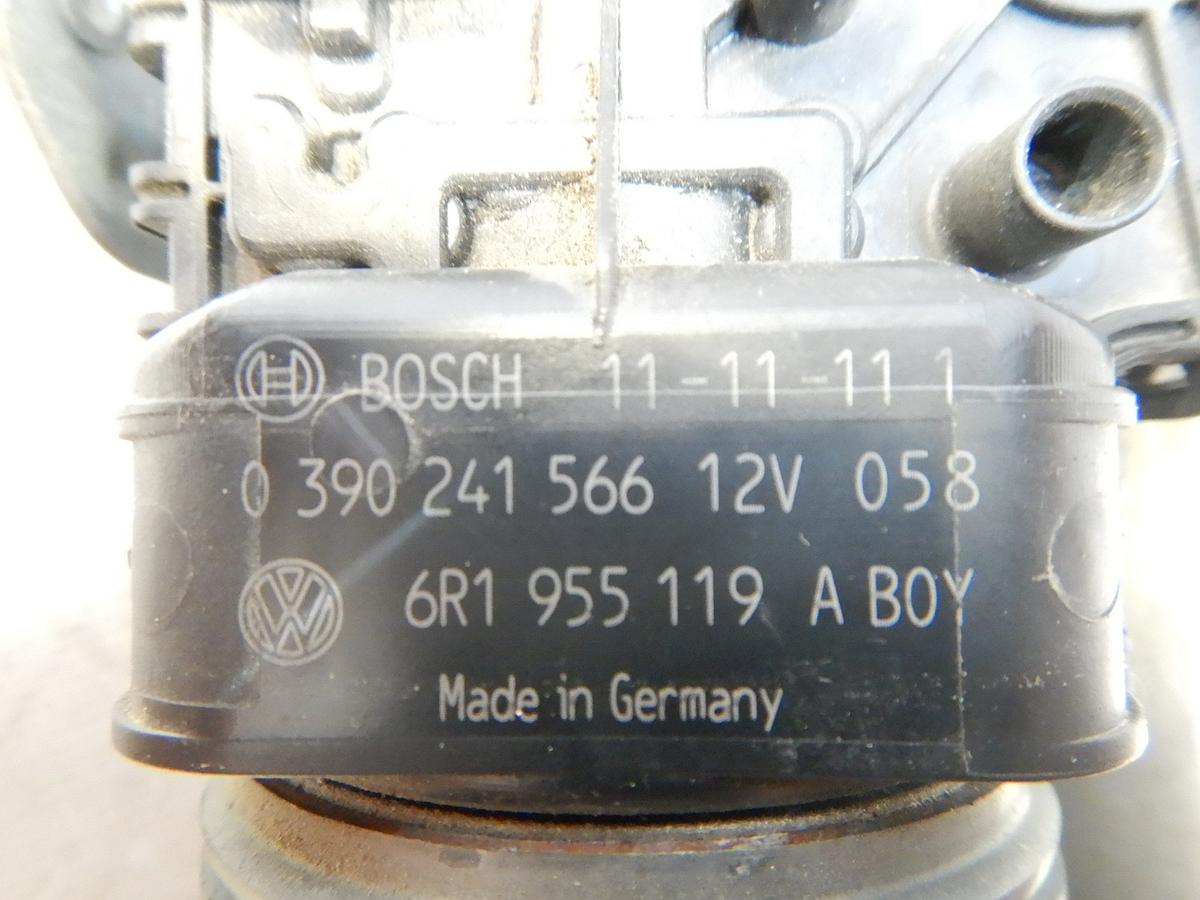 BOSCH 11-11-11 1
0 390 241 566 12V 058
6R1 955 119 A BOY
Made in Germany